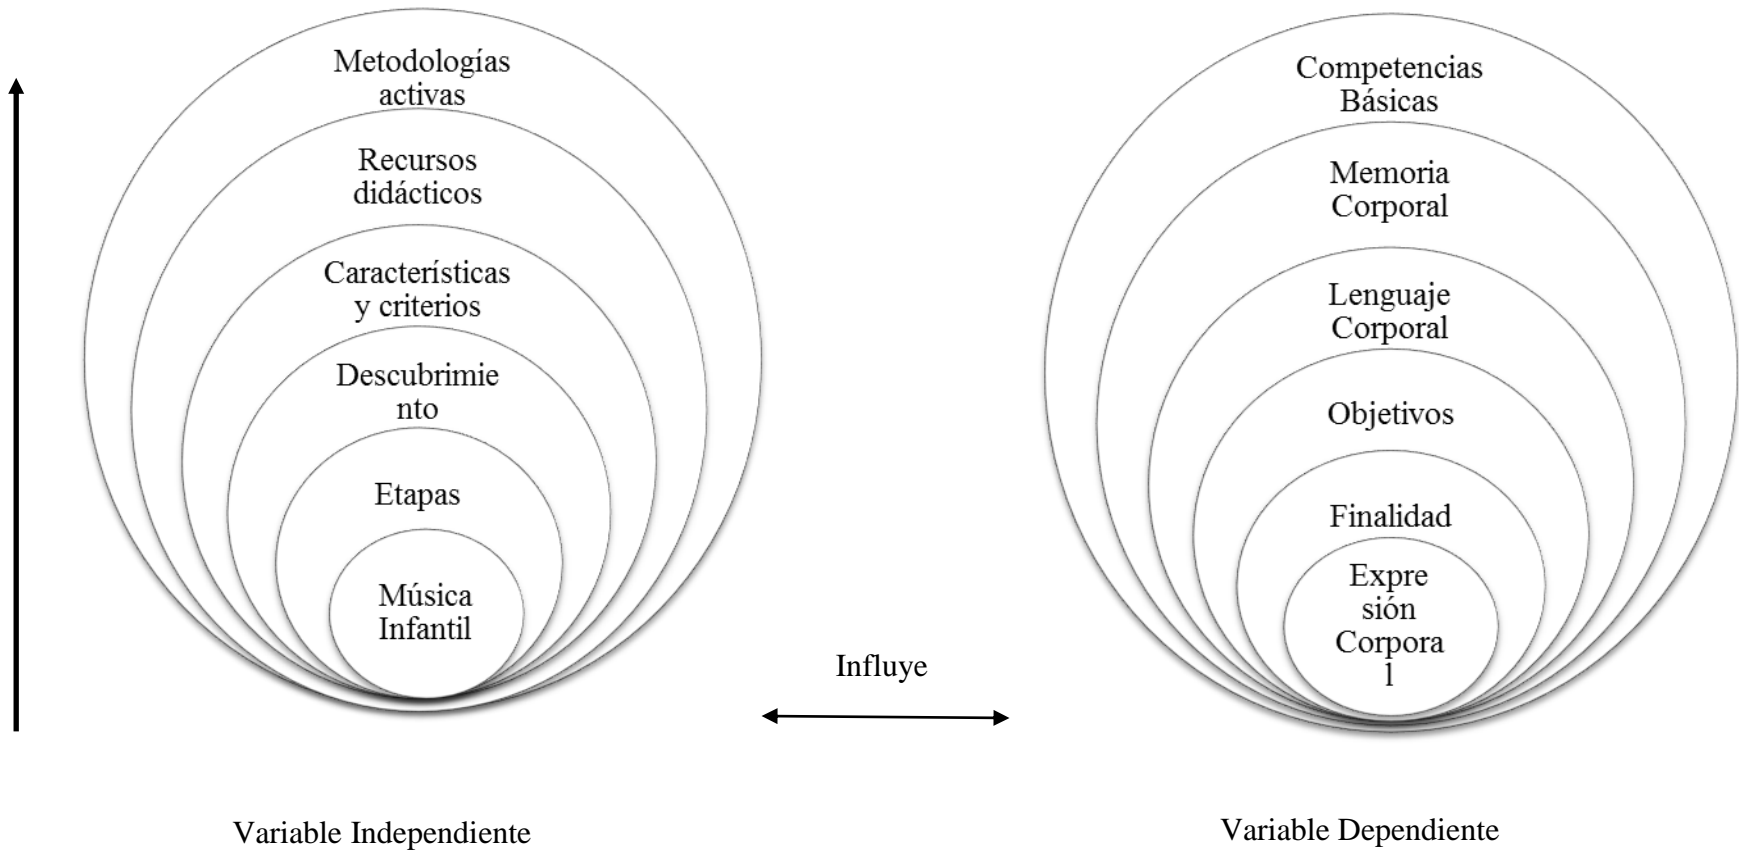 Metodologías
activas
Recursos
didácticos
Característísticas
y criterios
Descubrimie
nto
Etapas
Música
Infantil
Influye
Competencias
Básicas
Memoria
Corporal
Lenguaje
Corporal
Objetivos
Finalidad
Expre
sión
Corpora
l
Variable Independiente
Variable Dependiente